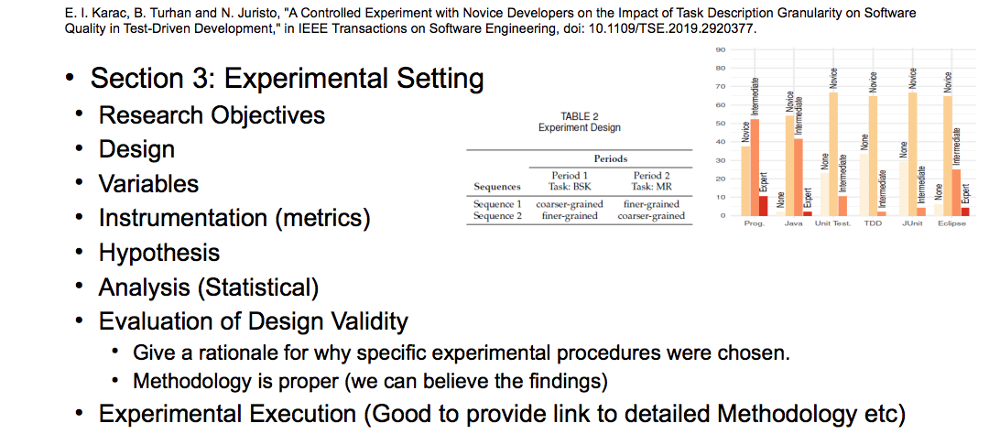 E. I. Karac, B. Turhan and N. Juristo, "A Controlled Experiment with Novice Developers on the Impact of Task Description Granularity on Software
Quality in Test-Driven Development," in IEEE Transactions on Software Engineering, doi: 10.1109/TSE.2019.2920377.
• Section 3: Experimental Setting
• Research Objectives
• Design
• Variables
• Instrumentation (metrics)
• Hypothesis
• Analysis (Statistical)
• Evaluation of Design Validity
• Give a rationale for why specific experimental procedures were chosen.
• Methodology is proper (we can believe the findings)
• Experimental Execution (Good to provide link to detailed Methodology etc)
TABLE 2
Experiment Design
Periods
Period 1 Period 2
Sequences Task: BSK Task: MR
Sequence 1 coarser-grained finer-grained
Sequence 2 finer-grained coarser-grained
90
80
70
60
50
40
30
20
10
0
Novice Intermediate Expert
None Novice Intermediate Expert
None Novice Intermediate
None Novice Intermediate
None Novice Intermediate
None Novice Intermediate Expert
Prog. Java Unit Test. TDD JUnit Eclipse